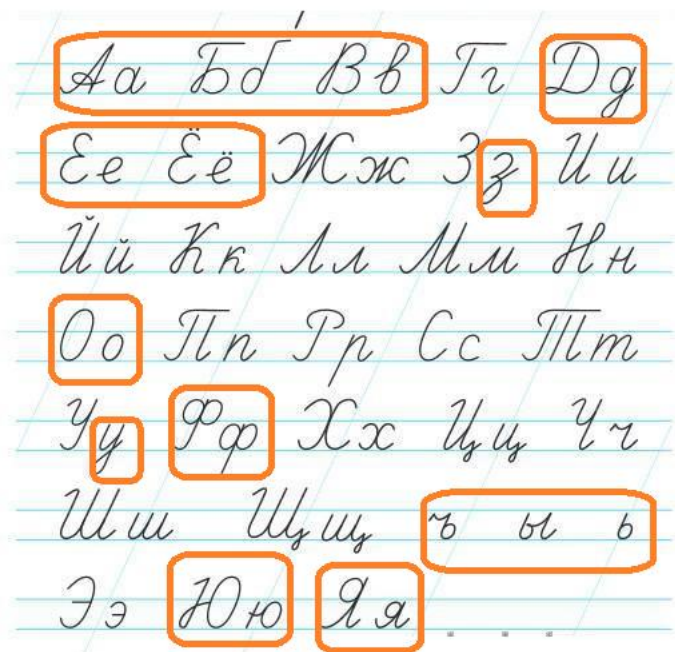 Аа Бб Вв Гг Дд
Ее Ёё Жж Зз Ии
Йй Кк Лл Мм Нн
Оо Пп Рр Сс Тт
Уу Фф Хх Цц Чч
Шш Щщ ъ ы ь
Ээ Юю Яя